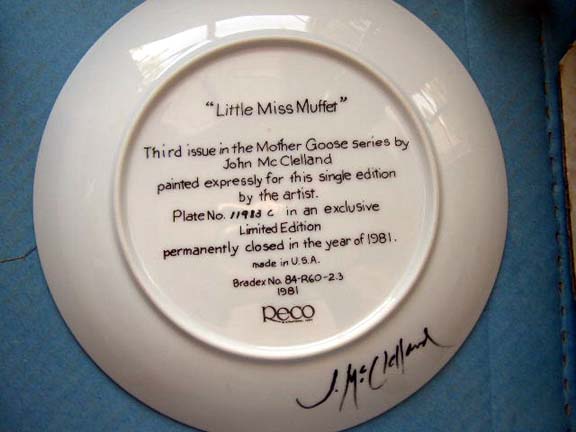 "Little Miss Muffet"
Third issue in the Mother Goose series by
John McClelland
painted expressly for this single edition
by the artist.
Plate No. 11983 C in an exclusive
Limited Edition
permanently closed in the year of 1981.
made in U.S.A.
Bradex No. 84-R60-2.3
1981
Reco
J. McClelland